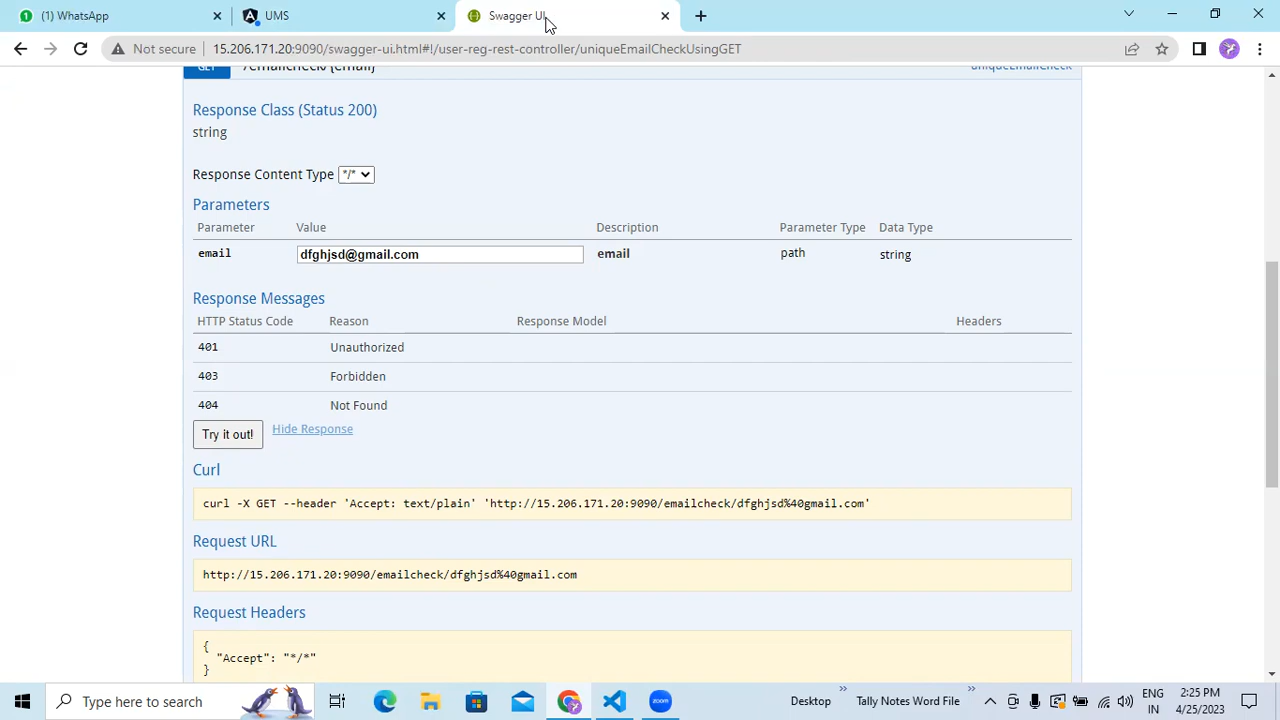 (1) WhatsApp
UMS
Swagger UI
Not secure
15.206.171.20:9090/swagger-ui.html#!/user-reg-rest-controller/uniqueEmailCheckUsingGET
GET /emailcheck/{email} uniqueEmailCheck
Response Class (Status 200)
string
Response Content Type */*
Parameters
Parameter Value Description Parameter Type Data Type
email dfghjsd@gmail.com email path string
Response Messages
HTTP Status Code Reason Response Model Headers
401 Unauthorized
403 Forbidden
404 Not Found
Try it out! Hide Response
Curl
curl -X GET --header 'Accept: text/plain' 'http://15.206.171.20:9090/emailcheck/dfghjsd%40gmail.com'
Request URL
http://15.206.171.20:9090/emailcheck/dfghjsd%40gmail.com
Request Headers
{
"Accept": "*/*"
}
Type here to search
zoom
Desktop
Tally Notes Word File
ENG
IN
2:25 PM
4/25/2023